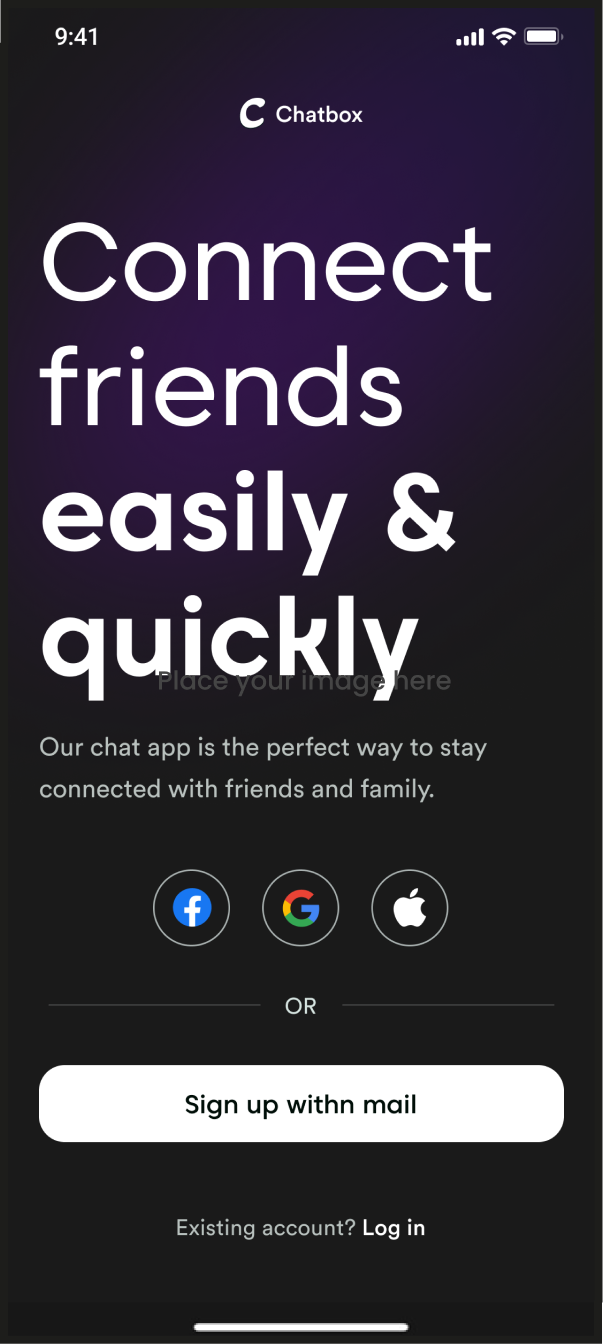 9:41
Chatbox
Connect
friends
easily &
quickly
Place your image here
Our chat app is the perfect way to stay
connected with friends and family.
OR
Sign up withn mail
Existing account? Log in